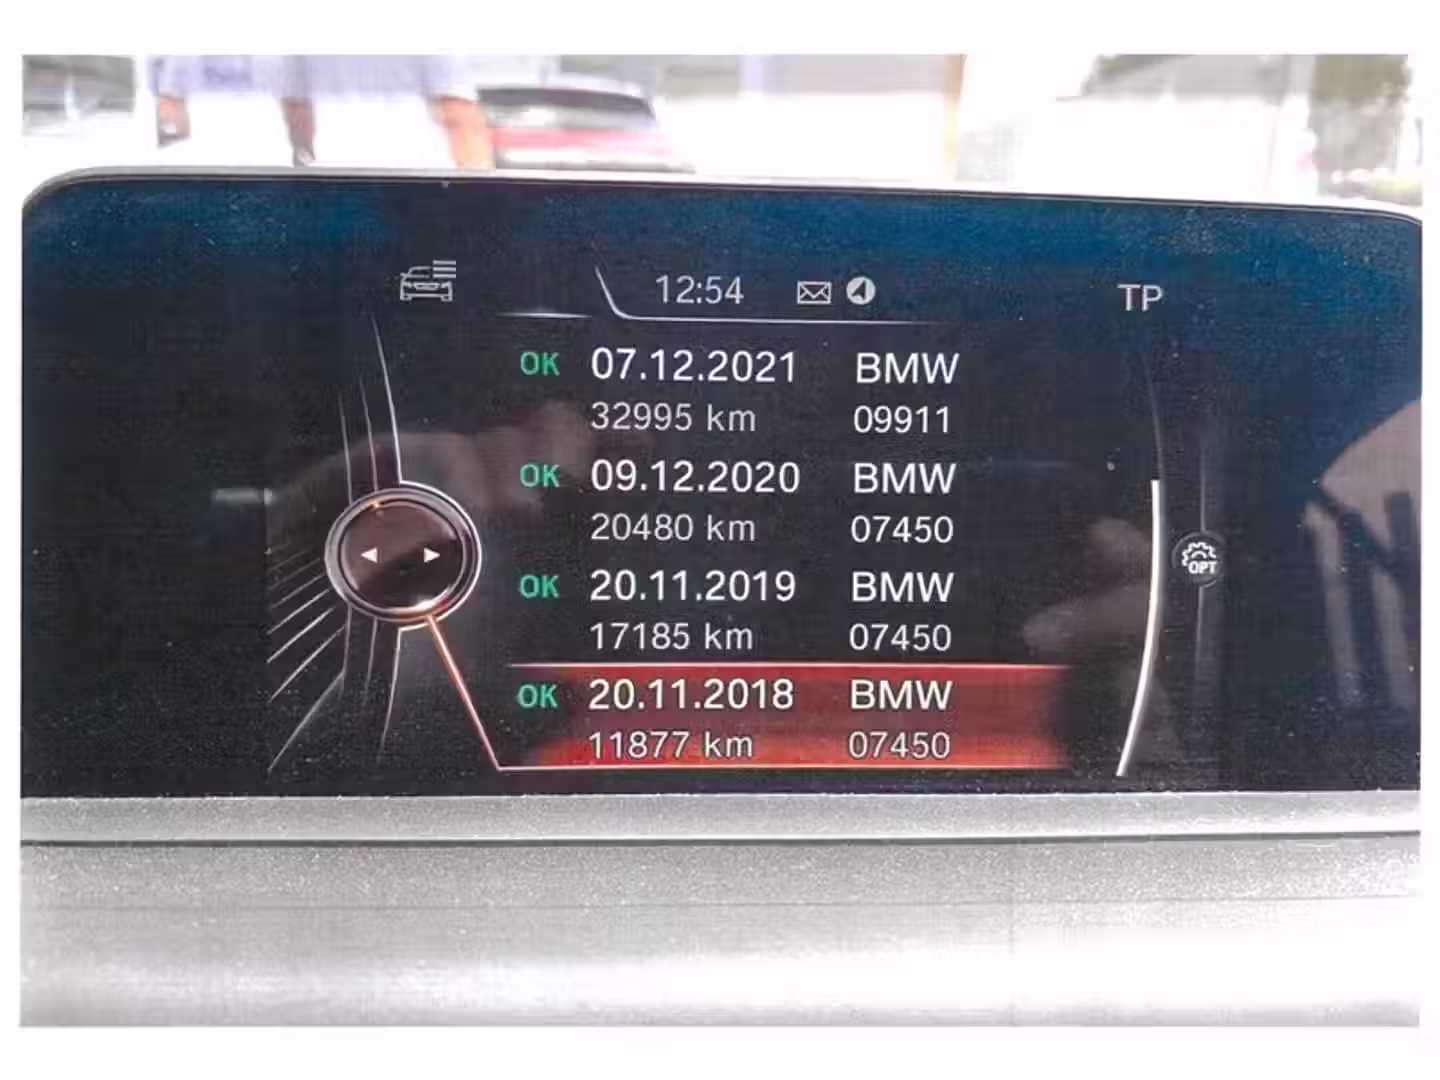 12:54 TP
OK 07.12.2021 BMW
32995 km 09911
OK 09.12.2020 BMW
20480 km 07450
OK 20.11.2019 BMW
17185 km 07450
OPT
OK 20.11.2018 BMW
11877 km 07450